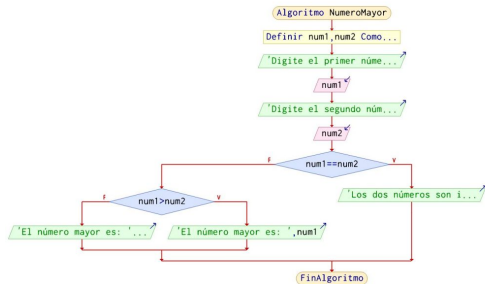 Algoritmo NumeroMayor
Definir num1,num2 Como...
'Digite el primer núme...
num1
'Digite el segundo núm...
num2
F
num1==num2
V
F
num1>num2
V
'Los dos números son i...
'El número mayor es: '...
'El número mayor es: ',num1
FinAlgoritmo